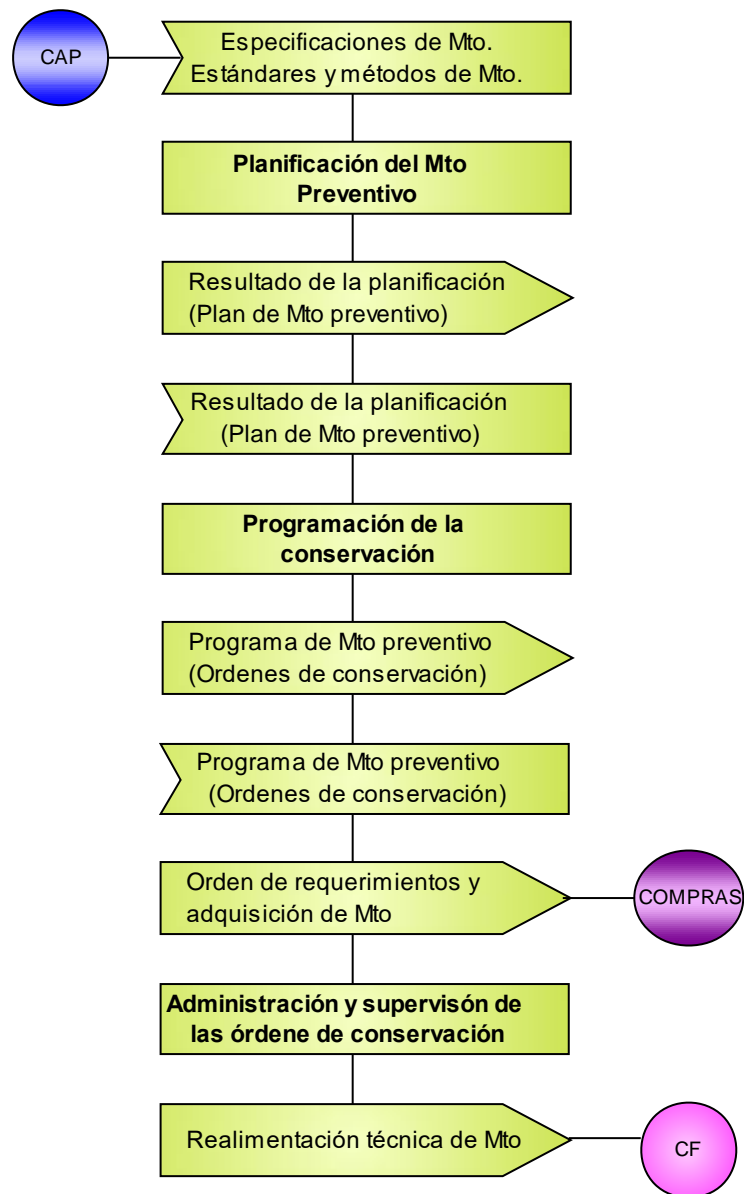 CAP
Especificaciones de Mto.
Estándares y métodos de Mto.
Planificación del Mto
Preventivo
Resultado de la planificación
(Plan de Mto preventivo)
Resultado de la planificación
(Plan de Mto preventivo)
Programación de la
conservación
Programa de Mto preventivo
(Ordenes de conservación)
Programa de Mto preventivo
(Ordenes de conservación)
Orden de requerimientos y
adquisición de Mto
COMPRAS
Administración y supervisón de
las órdene de conservación
Realimentación técnica de Mto
CF